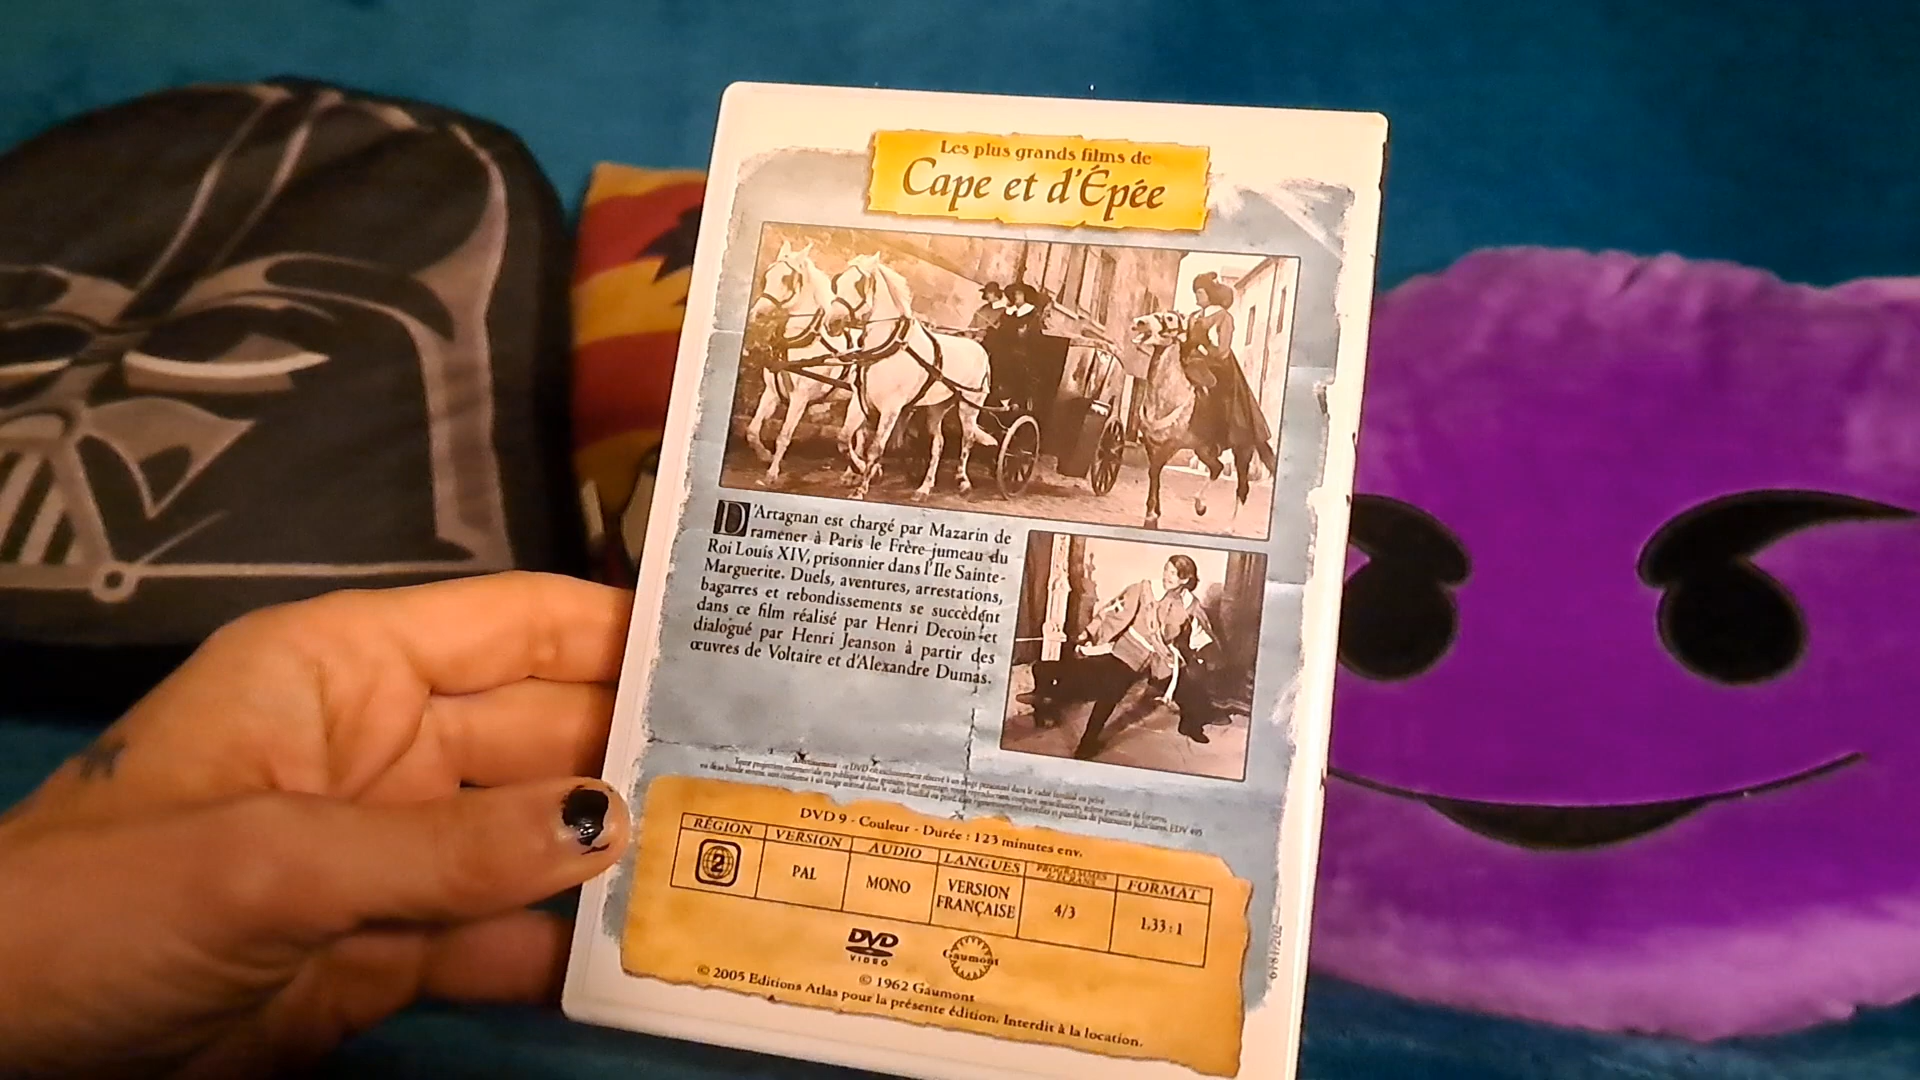 Les plus grands films de
Cape et d'Épée
D'Artagnan est chargé par Mazarin de
ramener à Paris le Frère-jumeau du
Roi Louis XIV, prisonnier dans l'Ile Sainte-
Marguerite. Duels, aventures, arrestations,
bagarres et rebondissements se succèdent
dans ce film réalisé par Henri Decoin et
dialogué par Henri Jeanson à partir des
œuvres de Voltaire et d'Alexandre Dumas.
DVD 9 - Couleur - Durée : 123 minutes env.
RÉGION VERSION AUDIO LANGUES PROGRAMMES FORMAT
2 PAL MONO VERSION FRANÇAISE 4/3 1.33 : 1
DVD VIDEO Gaumont
© 1962 Gaumont
© 2005 Editions Atlas pour la présente édition. Interdit à la location.